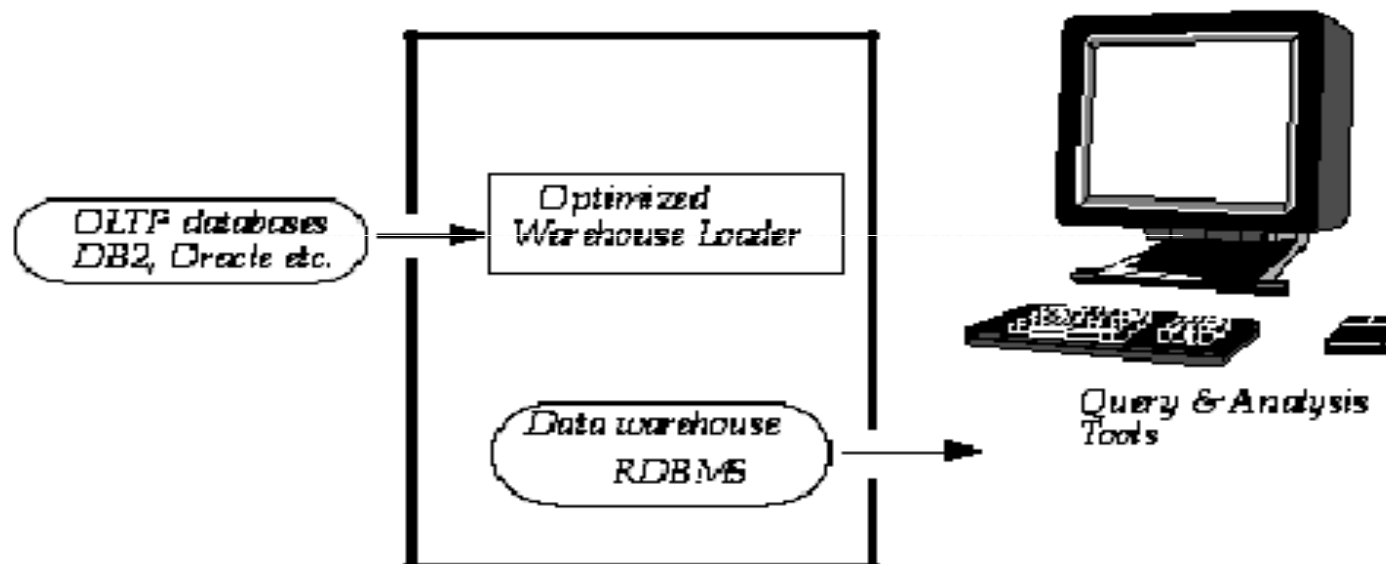 OLTP databases
DB2, Oracle etc.
Optimized
Warehouse Loader
Data warehouse
RDBMS
Query & Analysis
Tools